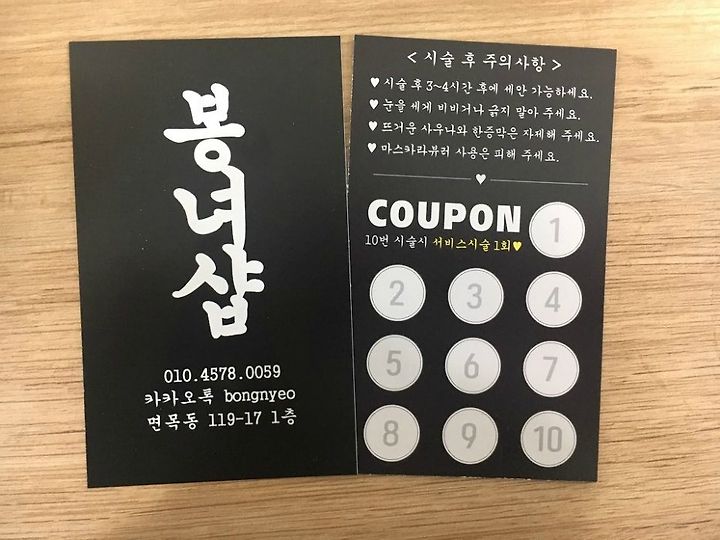 봉녀샵
010.4578.0059
카카오톡 bongnyeo
면목동 119-17 1층
< 시술 후 주의사항 >
♥ 시술 후 3~4시간 후에 세안 가능하세요.
♥ 눈을 세게 비비거나 긁지 말아 주세요.
♥ 뜨거운 사우나와 한증막은 자제해 주세요.
♥ 마스카라뷰러 사용은 피해 주세요.
♥
COUPON
10번 시술시 서비스시술 1회♥
1
2 3 4
5 6 7
8 9 10